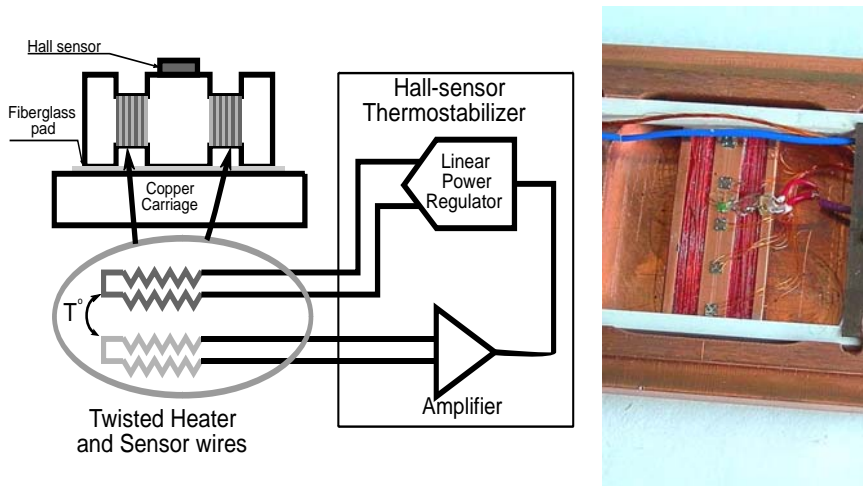 Hall sensor
Fiberglass
pad
Copper
Carriage
Hall-sensor
Thermostabilizer
Linear
Power
Regulator
T°
Amplifier
Twisted Heater
and Sensor wires